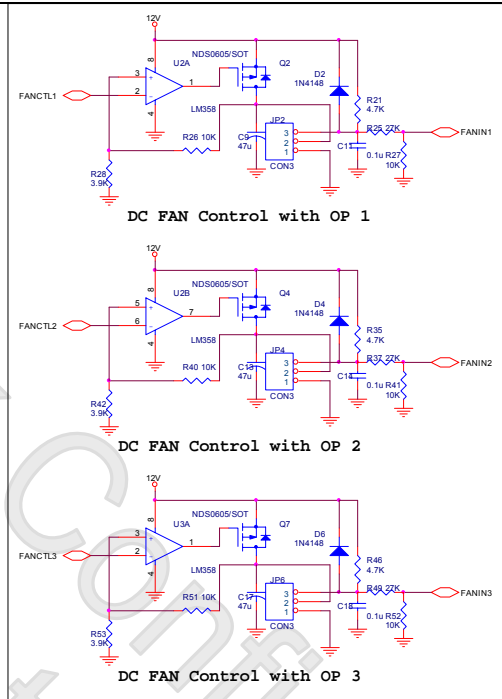 12V
NDS0605/SOT
U2A
Q2
8
3
+
1
FANCTL1
2
-
4
D2
1N4148
R21
4.7K
LM358
JP2
R26 10K
C9
47u
3
2
1
CON3
R25 27K
FANIN1
C11
0.1u
R27
10K
R28
3.9K
DC FAN Control with OP 1
12V
NDS0605/SOT
U2B
Q4
8
5
+
7
FANCTL2
6
-
4
D4
1N4148
R35
4.7K
LM358
JP4
R40 10K
C13
47u
3
2
1
CON3
R37 27K
FANIN2
C14
0.1u
R41
10K
R42
3.9K
DC FAN Control with OP 2
12V
NDS0605/SOT
U3A
Q7
8
3
+
1
FANCTL3
2
-
4
D6
1N4148
R46
4.7K
LM358
JP6
R51 10K
C17
47u
3
2
1
CON3
R49 27K
FANIN3
C18
0.1u
R52
10K
R53
3.9K
DC FAN Control with OP 3